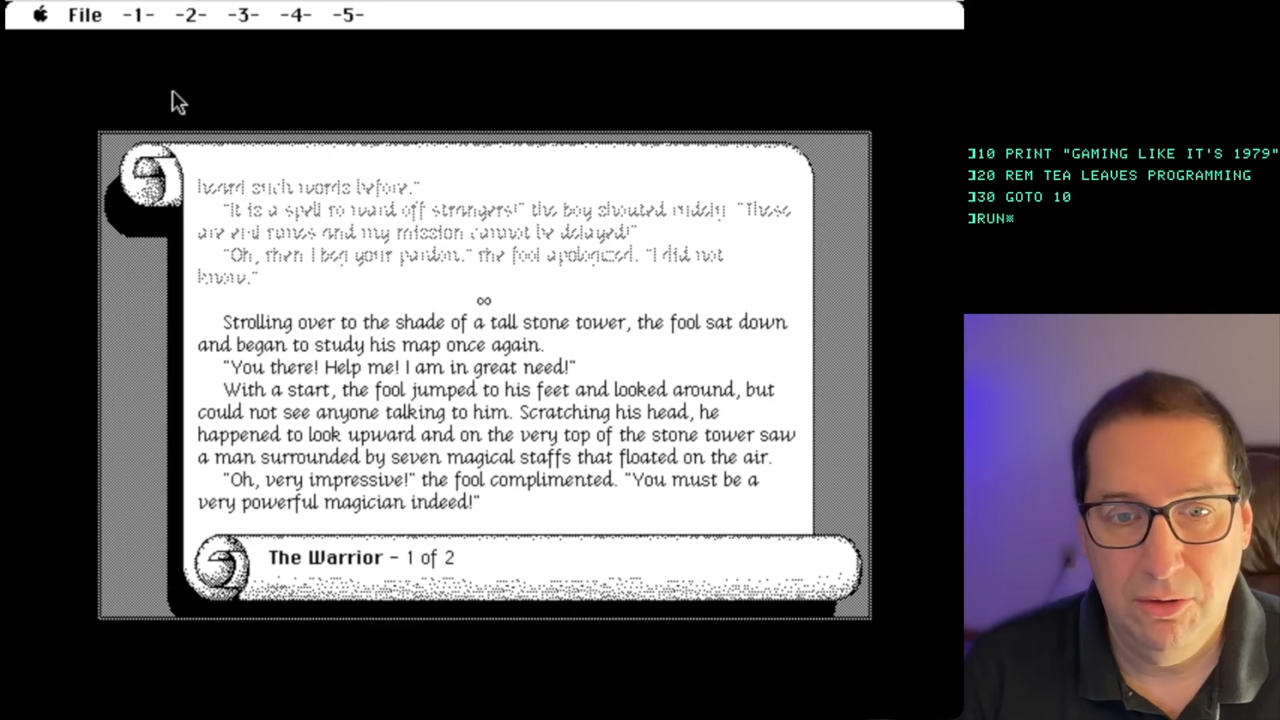 File -1- -2- -3- -4- -5-
heard such words before."
"It is a spell to ward off strangers!" the boy shouted rudely. "These
are evil runes and my mission cannot be delayed!"
"Oh, then I beg your pardon." the fool apologized. "I did not
know."
∞
Strolling over to the shade of a tall stone tower, the fool sat down
and began to study his map once again.
"You there! Help me! I am in great need!"
With a start, the fool jumped to his feet and looked around, but
could not see anyone talking to him. Scratching his head, he
happened to look upward and on the very top of the stone tower saw
a man surrounded by seven magical staffs that floated on the air.
"Oh, very impressive!" the fool complimented. "You must be a
very powerful magician indeed!"
The Warrior - 1 of 2
]10 PRINT "GAMING LIKE IT'S 1979"
]20 REM TEA LEAVES PROGRAMMING
]30 GOTO 10
]RUN※